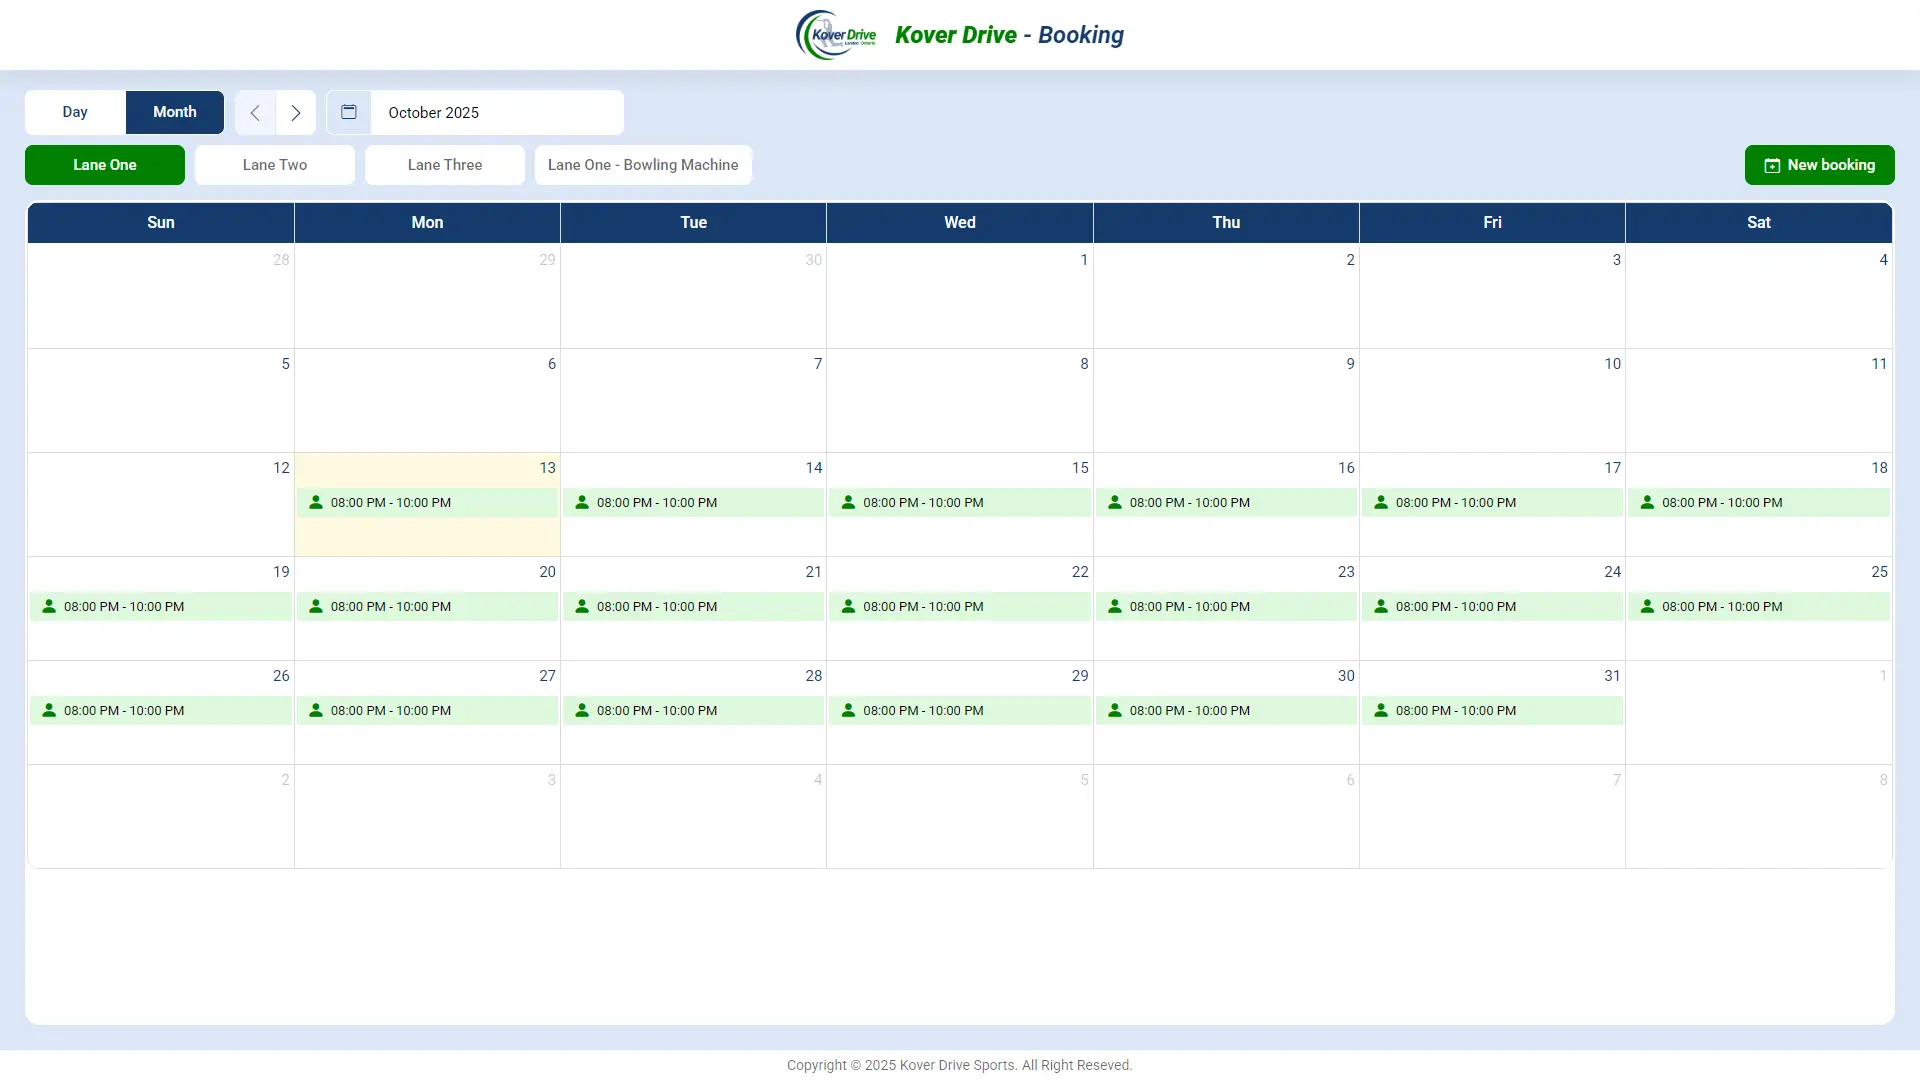 Kover Drive
London Ontario
Kover Drive - Booking
Day
Month
October 2025
Lane One
Lane Two
Lane Three
Lane One - Bowling Machine
New booking
Sun Mon Tue Wed Thu Fri Sat
28 29 30 1 2 3 4
5 6 7 8 9 10 11
12 13 14 15 16 17 18
08:00 PM - 10:00 PM 08:00 PM - 10:00 PM 08:00 PM - 10:00 PM 08:00 PM - 10:00 PM 08:00 PM - 10:00 PM 08:00 PM - 10:00 PM
19 20 21 22 23 24 25
08:00 PM - 10:00 PM 08:00 PM - 10:00 PM 08:00 PM - 10:00 PM 08:00 PM - 10:00 PM 08:00 PM - 10:00 PM 08:00 PM - 10:00 PM 08:00 PM - 10:00 PM
26 27 28 29 30 31 1
08:00 PM - 10:00 PM 08:00 PM - 10:00 PM 08:00 PM - 10:00 PM 08:00 PM - 10:00 PM 08:00 PM - 10:00 PM 08:00 PM - 10:00 PM
2 3 4 5 6 7 8
Copyright © 2025 Kover Drive Sports. All Right Reseved.